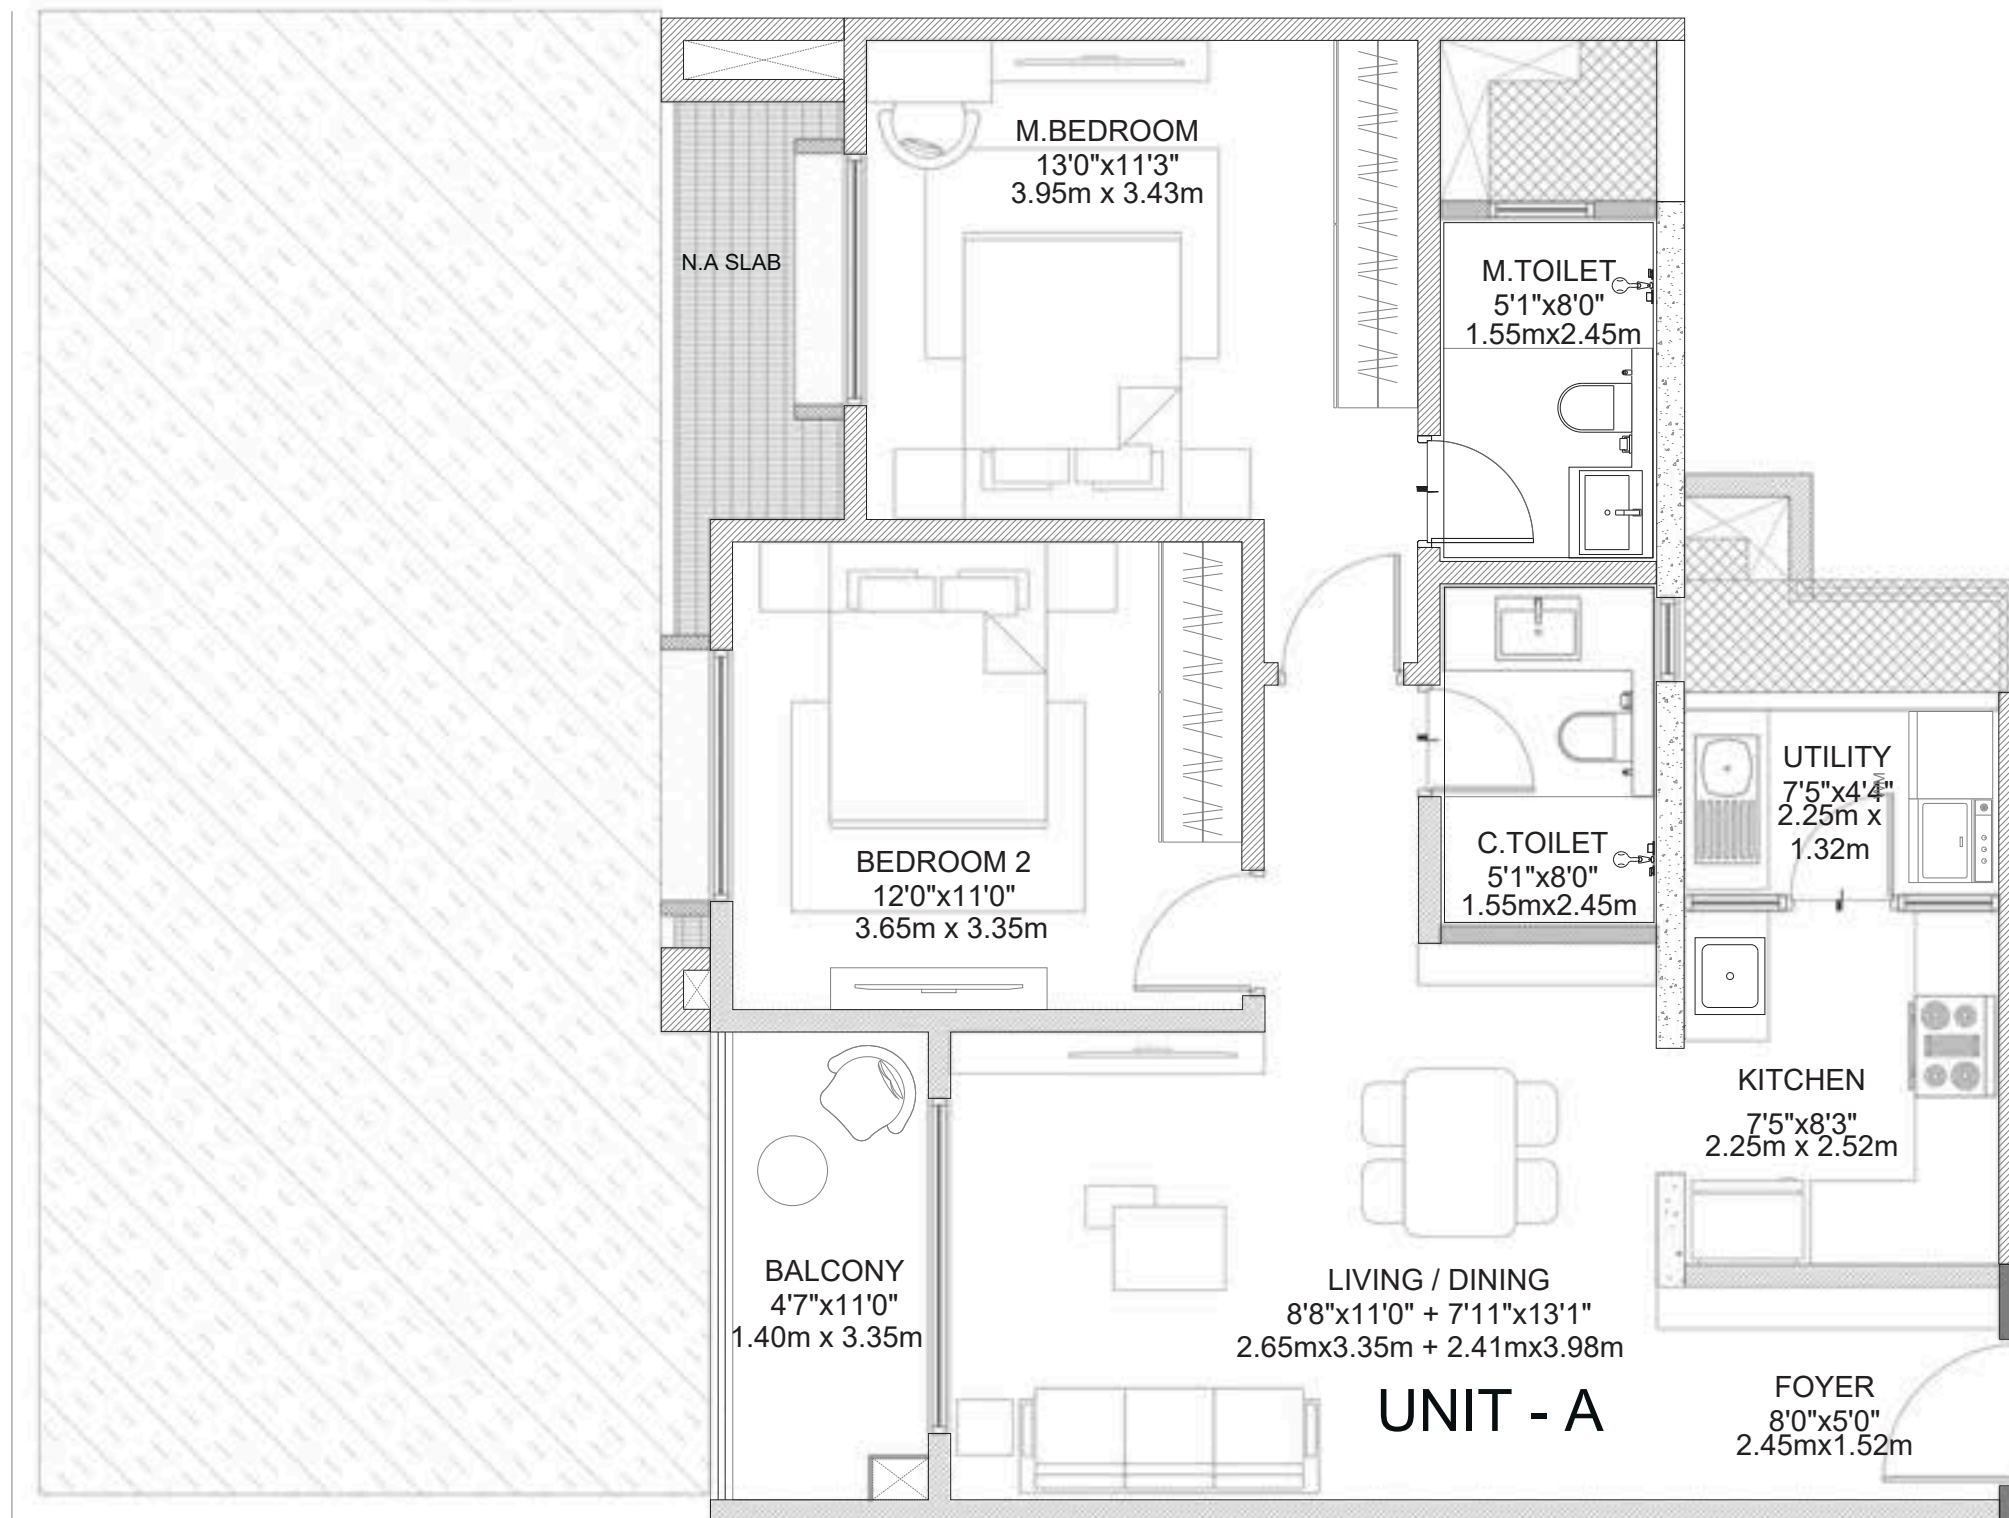 M.BEDROOM
13'0"x11'3"
3.95m x 3.43m
N.A SLAB
M.TOILET
5'1"x8'0"
1.55mx2.45m
UTILITY
7'5"x4'4"
2.25m x
1.32m
WM
C.TOILET
5'1"x8'0"
1.55mx2.45m
BEDROOM 2
12'0"x11'0"
3.65m x 3.35m
KITCHEN
7'5"x8'3"
2.25m x 2.52m
BALCONY
4'7"x11'0"
1.40m x 3.35m
LIVING / DINING
8'8"x11'0" + 7'11"x13'1"
2.65mx3.35m + 2.41mx3.98m
UNIT - A
FOYER
8'0"x5'0"
2.45mx1.52m